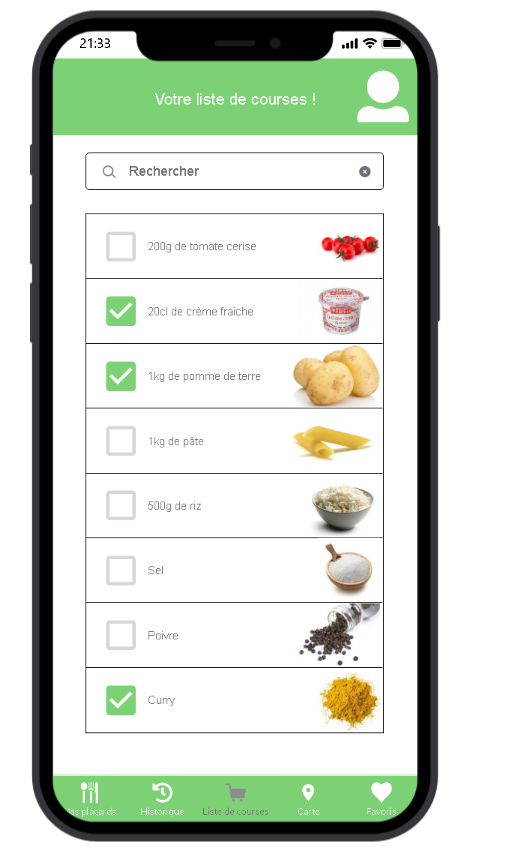 21:33
Votre liste de courses !
Rechercher
200g de tomate cerise
20cl de crème fraiche
1kg de pomme de terre
1kg de pâte
500g de riz
Sel
Poivre
Curry
placards
Historique
Liste de courses
Carte
Favoris